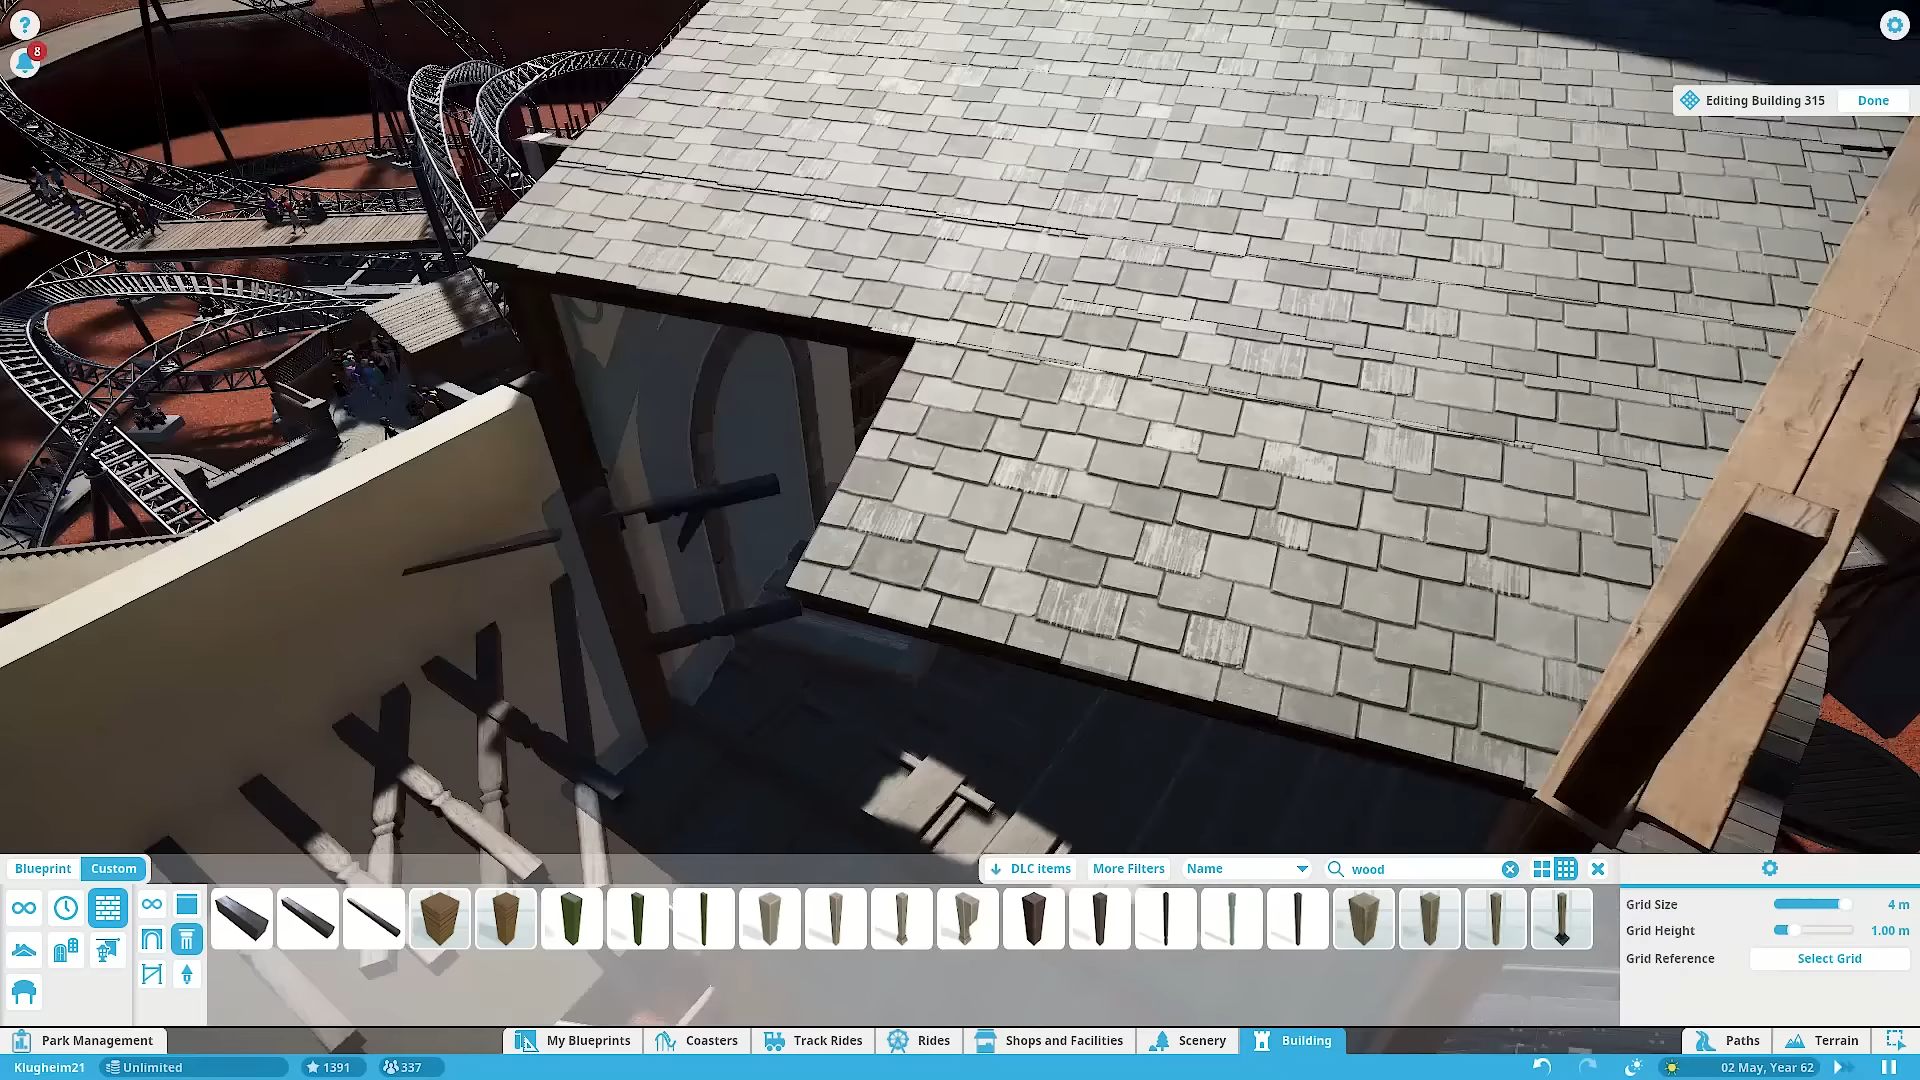 ?
8
Editing Building 315
Done
Blueprint
Custom
DLC items
More Filters
Name
wood
Grid Size
4 m
Grid Height
1.00 m
Grid Reference
Select Grid
Park Management
My Blueprints
Coasters
Track Rides
Rides
Shops and Facilities
Scenery
Building
Paths
Terrain
Klugheim21
Unlimited
1391
337
02 May, Year 62